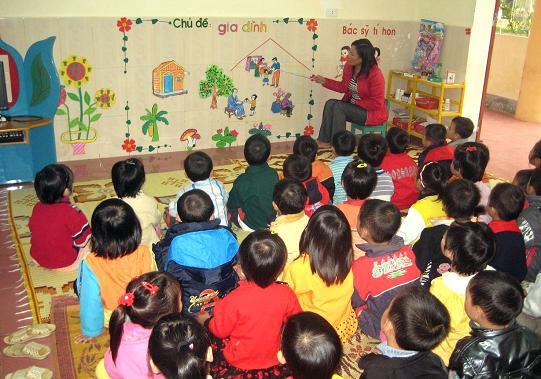 Chủ đề: gia đình
Bác sỹ tí hon